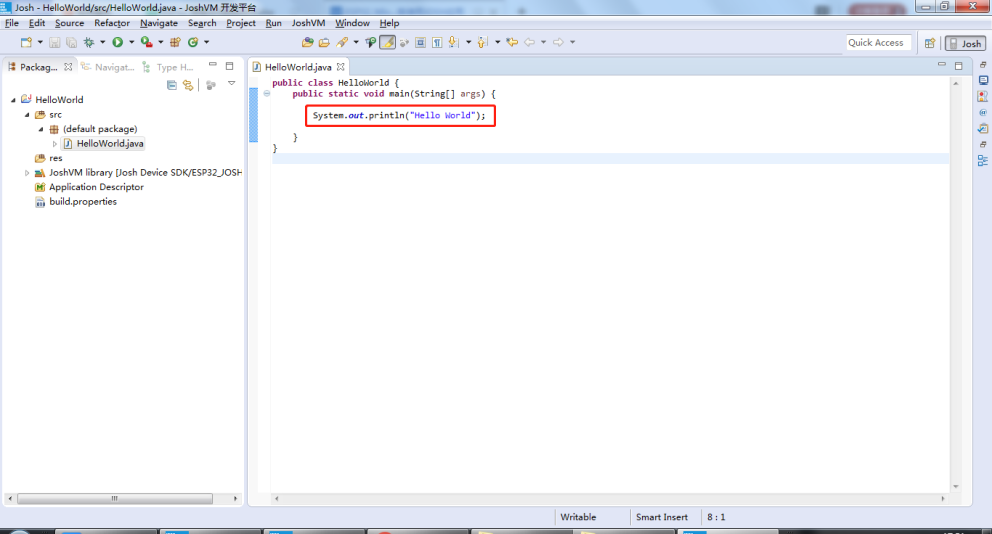 Josh - HelloWorld/src/HelloWorld.java - JoshVM 开发平台
File Edit Source Refactor Navigate Search Project Run JoshVM Window Help
Quick Access
Josh
Packag... Navigat... Type H...
HelloWorld.java
HelloWorld
src
(default package)
HelloWorld.java
res
JoshVM library [Josh Device SDK/ESP32_JOSH
Application Descriptor
build.properties
public class HelloWorld {
public static void main(String[] args) {
System.out.println("Hello World");
}
}
Writable Smart Insert 8 : 1